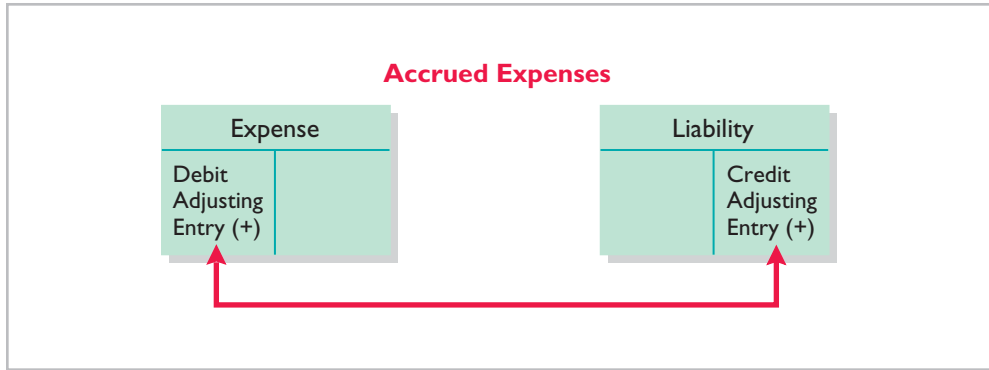 Accrued Expenses
Expense
Debit
Adjusting
Entry (+)
Liability
Credit
Adjusting
Entry (+)